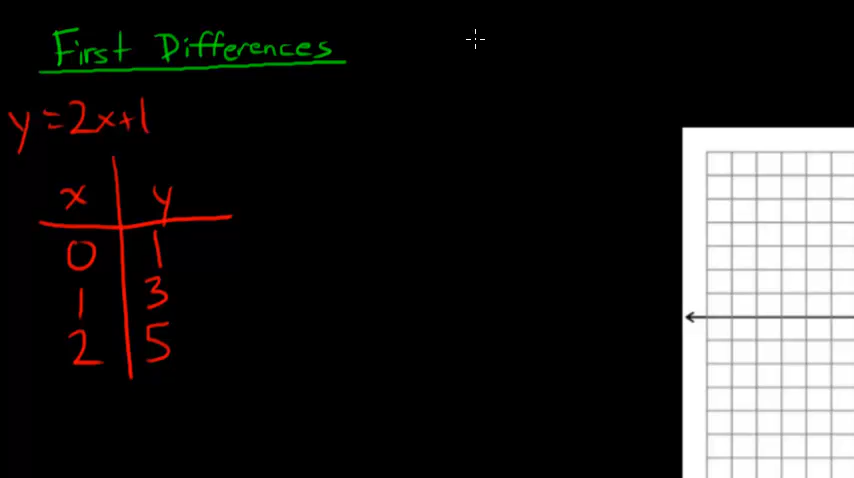 First Differences
y=2x+1
x y
0 1
1 3
2 5